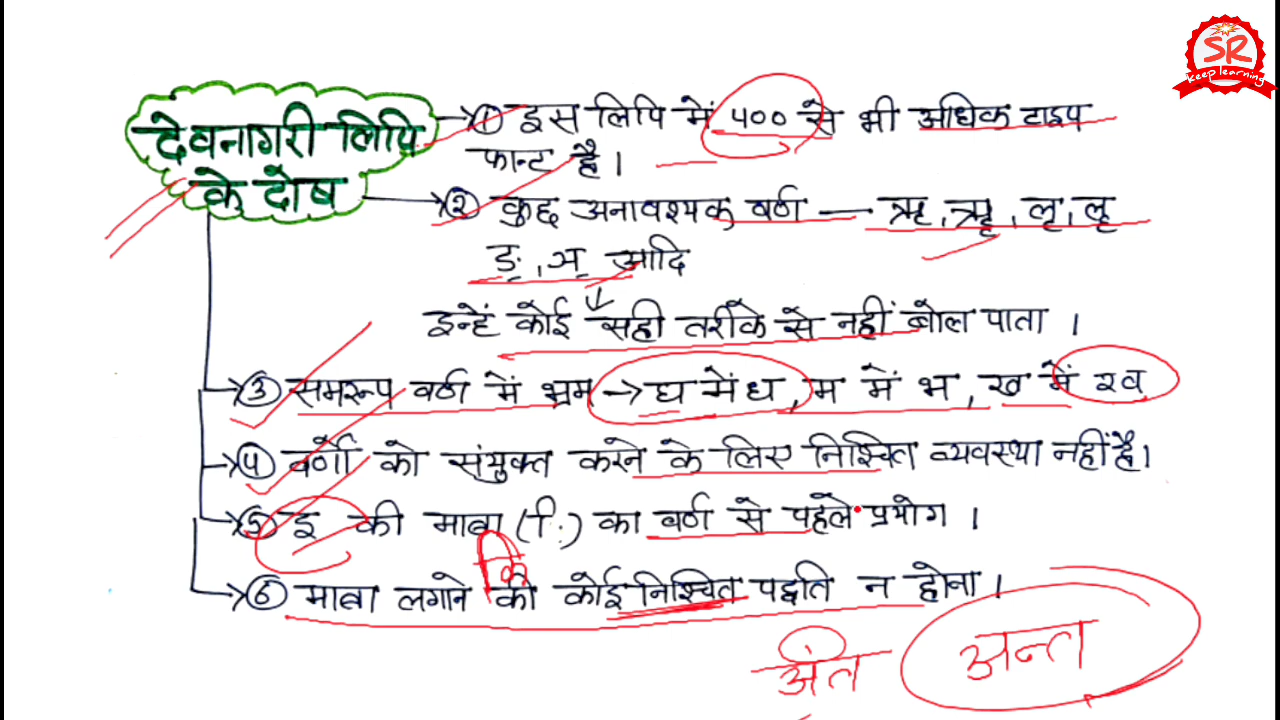 SR
keep learning
देवनागरी लिपि
के दोष
① इस लिपि में ५०० से भी अधिक टाइप
फान्ट है।
② कुछ अनावश्यक वर्ण — ऋ, ॠ, लृ, लॄ
ङ्, ञ् आदि
इन्हें कोई सही तरीके से नहीं बोल पाता ।
③ समरूप वर्ण में भ्रम → घ में ध, म में भ, ख में रव
④ वर्णों को संयुक्त करने के लिए निश्चित व्यवस्था नहीं है।
⑤ इ की मात्रा (ि) का वर्ण से पहले प्रयोग ।
कि
⑥ मात्रा लगाने की कोई निश्चित पद्धति न होना ।
अंत अन्त